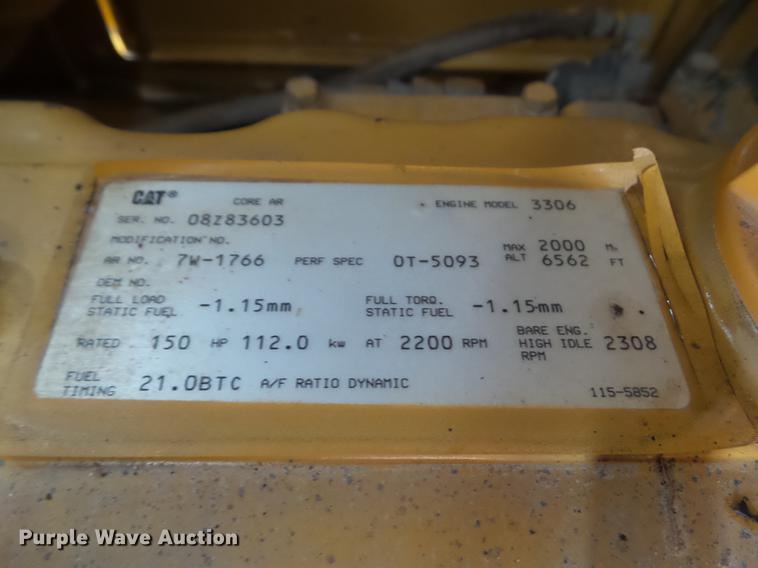 CAT® CORE AR ENGINE MODEL 3306
SER. NO. 08Z83603
MODIFICATION NO. MAX 2000 M
AR NO. 7W-1766 PERF SPEC 0T-5093 ALT 6562 FT
OEM NO.
FULL LOAD STATIC FUEL -1.15mm FULL TORQ. STATIC FUEL -1.15mm
RATED 150 HP 112.0 kw AT 2200 RPM BARE ENG. HIGH IDLE RPM 2308
FUEL TIMING 21.0BTC A/F RATIO DYNAMIC
115-5852
Purple Wave Auction